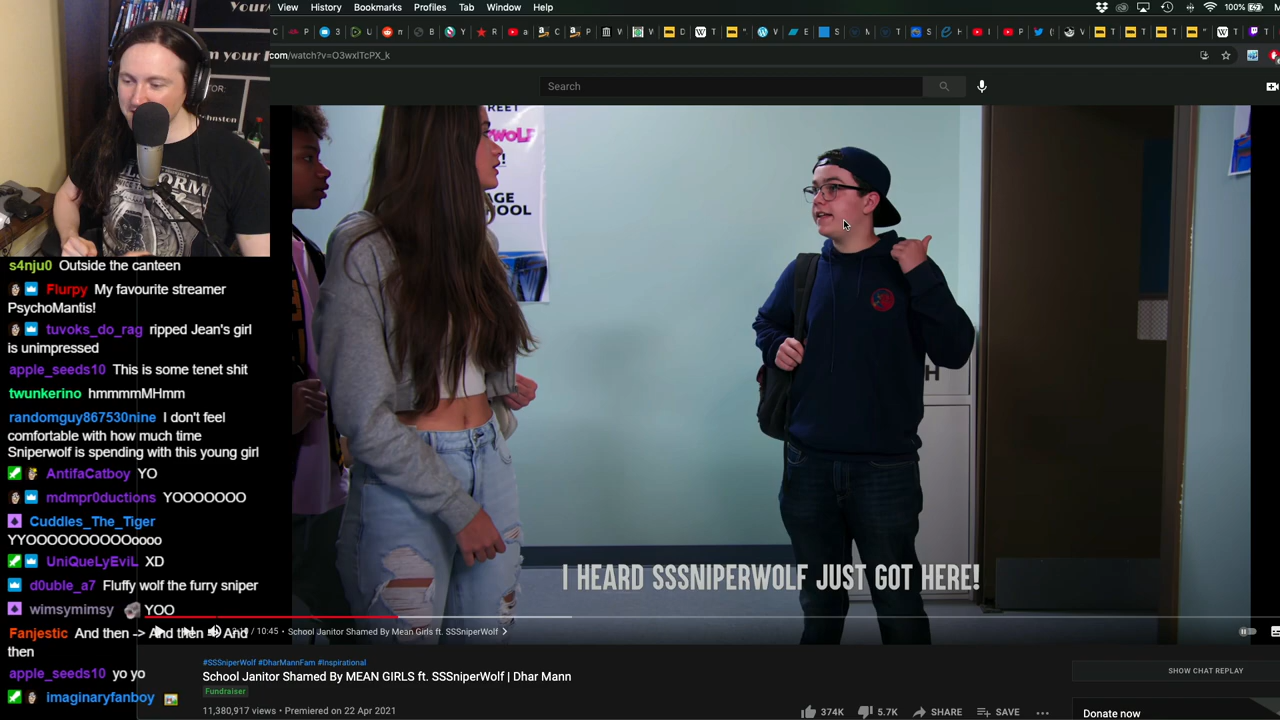 View History Bookmarks Profiles Tab Window Help
100%
com/watch?v=O3wxITcPX_k
Search
s4nju0 Outside the canteen
Flurpy My favourite streamer
PsychoMantis!
tuvoks_do_rag ripped Jean's girl
is unimpressed
apple_seeds10 This is some tenet shit
twunkerino hmmmmMHmm
randomguy867530nine I don't feel
comfortable with how much time
Sniperwolf is spending with this young girl
AntifaCatboy YO
mdmpr0ductions YOOOOOOO
Cuddles_The_Tiger
YYOOOOOOOOOOoooo
UniQueLyEviL XD
d0uble_a7 Fluffy wolf the furry sniper
wimsymimsy YOO
Fanjestic And then -> And then -> And
then
apple_seeds10 yo yo
imaginaryfanboy
I HEARD SSSNIPERWOLF JUST GOT HERE!
/ 10:45 • School Janitor Shamed By Mean Girls ft. SSSniperWolf
#SSSniperWolf #DharMannFam #Inspirational
School Janitor Shamed By MEAN GIRLS ft. SSSniperWolf | Dhar Mann
Fundraiser
11,380,917 views • Premiered on 22 Apr 2021
374K 5.7K SHARE SAVE
SHOW CHAT REPLAY
Donate now